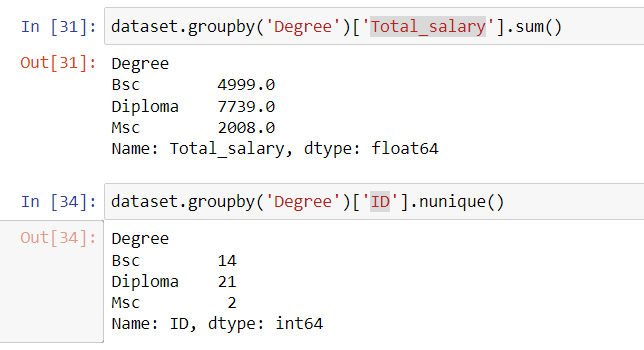 In [31]: dataset.groupby('Degree')['Total_salary'].sum()
Out[31]: Degree
Bsc        4999.0
Diploma    7739.0
Msc        2008.0
Name: Total_salary, dtype: float64
In [34]: dataset.groupby('Degree')['ID'].nunique()
Out[34]: Degree
Bsc        14
Diploma    21
Msc         2
Name: ID, dtype: int64